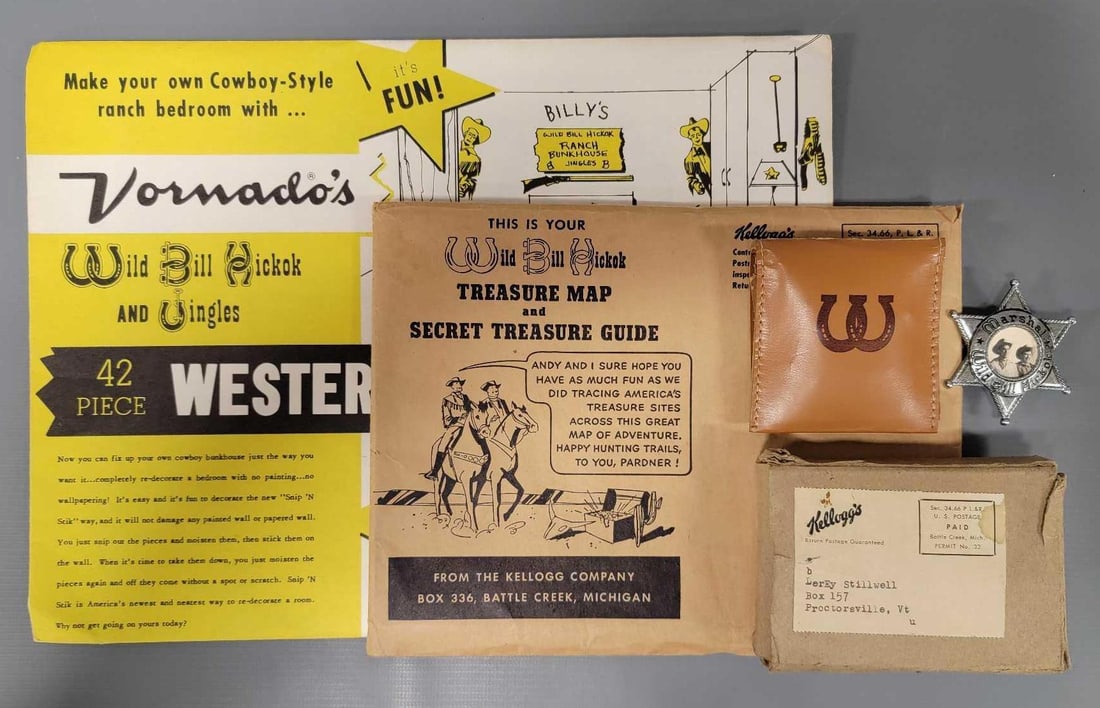 Make your own Cowboy-Style
ranch bedroom with ...
it's
FUN!
Vornado's®
Wild Bill Hickok
AND Jingles
42
PIECE
WESTER
Now you can fix up your own cowboy bunkhouse just the way you
want it...completely re-decorate a bedroom with no painting...no
wallpapering! It's easy and it's fun to decorate the new "Snip 'N
Stik" way, and it will not damage any painted wall or papered wall.
You just snip out the pieces and moisten them, then stick them on
the wall. When it's time to take them down, you just moisten the
pieces again and off they come without a spot or scratch. Snip 'N
Stik is America's newest and neatest way to re-decorate a room.
Why not get going on yours today?
BILLY'S
WILD BILL HICKOK
RANCH
BUNKHOUSE
B JINGLES B
THIS IS YOUR
Wild Bill Hickok
TREASURE MAP
and
SECRET TREASURE GUIDE
ANDY AND I SURE HOPE YOU
HAVE AS MUCH FUN AS WE
DID TRACING AMERICA'S
TREASURE SITES
ACROSS THIS GREAT
MAP OF ADVENTURE.
HAPPY HUNTING TRAILS,
TO YOU, PARDNER!
FROM THE KELLOGG COMPANY
BOX 336, BATTLE CREEK, MICHIGAN
Kellogg's
Cont
Post
Inspe
Retu
Sec. 34.66, P. L. & R.
W
Marshal
Wild Bill Hickok
Kellogg's
Return Postage Guaranteed
Sec. 34.66 P L &R
U. S. POSTAGE
PAID
Battle Creek, Mich.
PERMIT No. 32
b
LerEy Stillwell
Box 157
Proctorsville, Vt
u